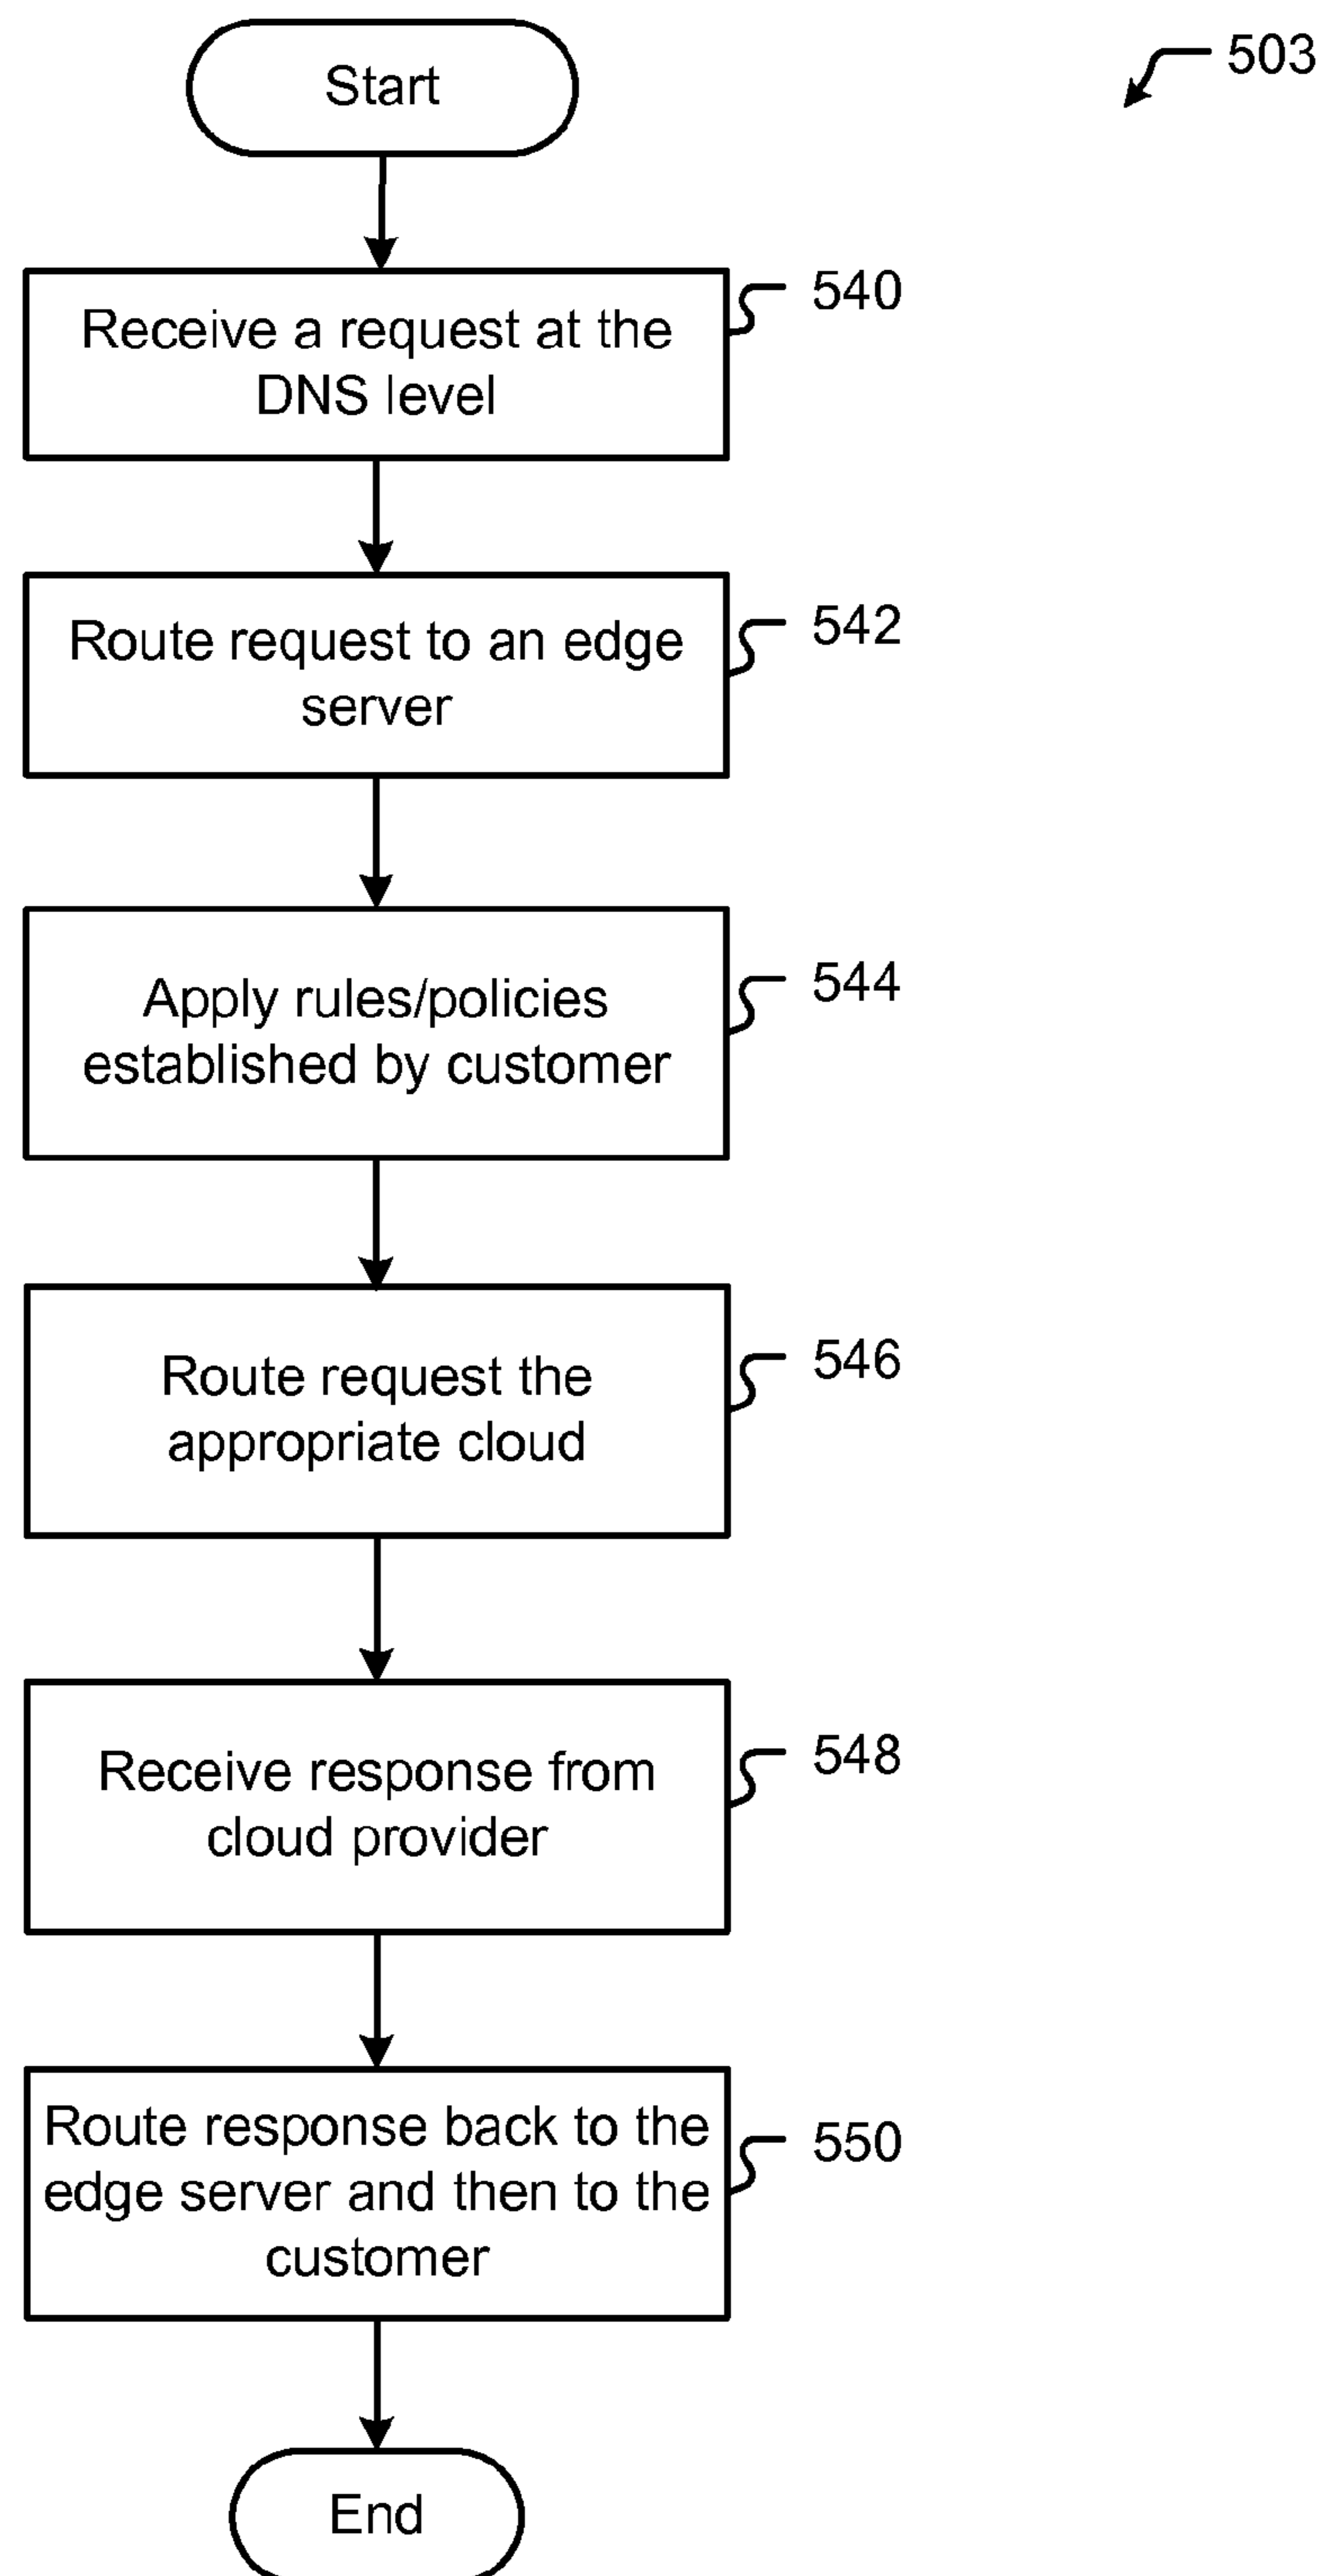 Start
503
Receive a request at the
DNS level
540
Route request to an edge
server
542
Apply rules/policies
established by customer
544
Route request the
appropriate cloud
546
Receive response from
cloud provider
548
Route response back to the
edge server and then to the
customer
550
End